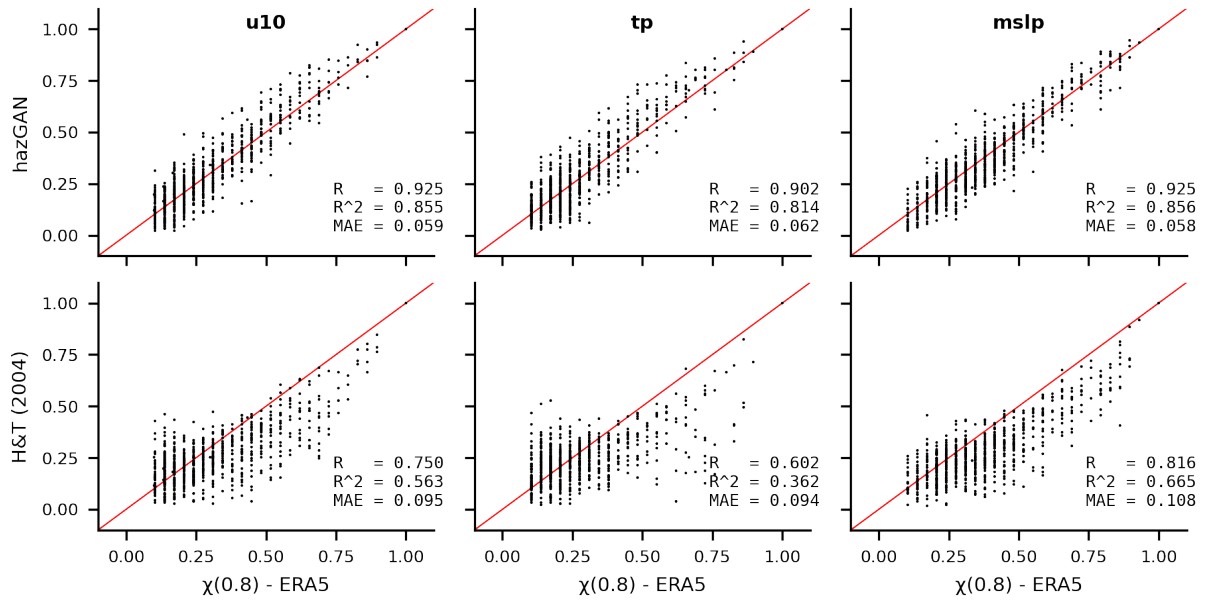 u10 tp mslp
hazGAN
1.00
0.75
0.50
0.25
0.00
R = 0.925
R^2 = 0.855
MAE = 0.059
R = 0.902
R^2 = 0.814
MAE = 0.062
R = 0.925
R^2 = 0.856
MAE = 0.058
H&T (2004)
1.00
0.75
0.50
0.25
0.00
R = 0.750
R^2 = 0.563
MAE = 0.095
R = 0.602
R^2 = 0.362
MAE = 0.094
R = 0.816
R^2 = 0.665
MAE = 0.108
0.00 0.25 0.50 0.75 1.00
0.00 0.25 0.50 0.75 1.00
0.00 0.25 0.50 0.75 1.00
χ(0.8) - ERA5
χ(0.8) - ERA5
χ(0.8) - ERA5